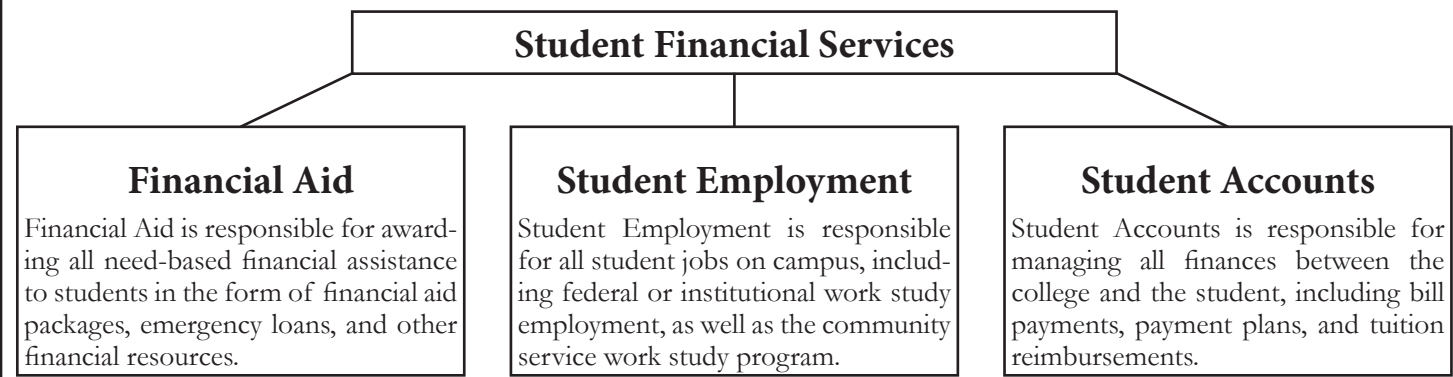 Student Financial Services
Financial Aid
Financial Aid is responsible for award-
ing all need-based financial assistance
to students in the form of financial aid
packages, emergency loans, and other
financial resources.
Student Employment
Student Employment is responsible
for all student jobs on campus, includ-
ing federal or institutional work study
employment, as well as the community
service work study program.
Student Accounts
Student Accounts is responsible for
managing all finances between the
college and the student, including bill
payments, payment plans, and tuition
reimbursements.